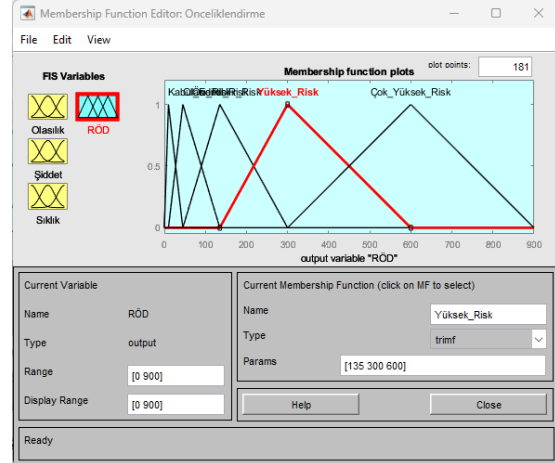 Membership Function Editor: Onceliklendirme
File Edit View
FIS Variables
Olasılık
RÖD
Şiddet
Sıklık
Membership function plots
plot points:
181
Yüksek_Risk
Çok_Yüksek_Risk
1
0.5
0
0 100 200 300 400 500 600 700 800 900
output variable "RÖD"
Current Variable
Name RÖD
Type output
Range [0 900]
Display Range [0 900]
Current Membership Function (click on MF to select)
Name Yüksek_Risk
Type trimf
Params [135 300 600]
Help Close
Ready